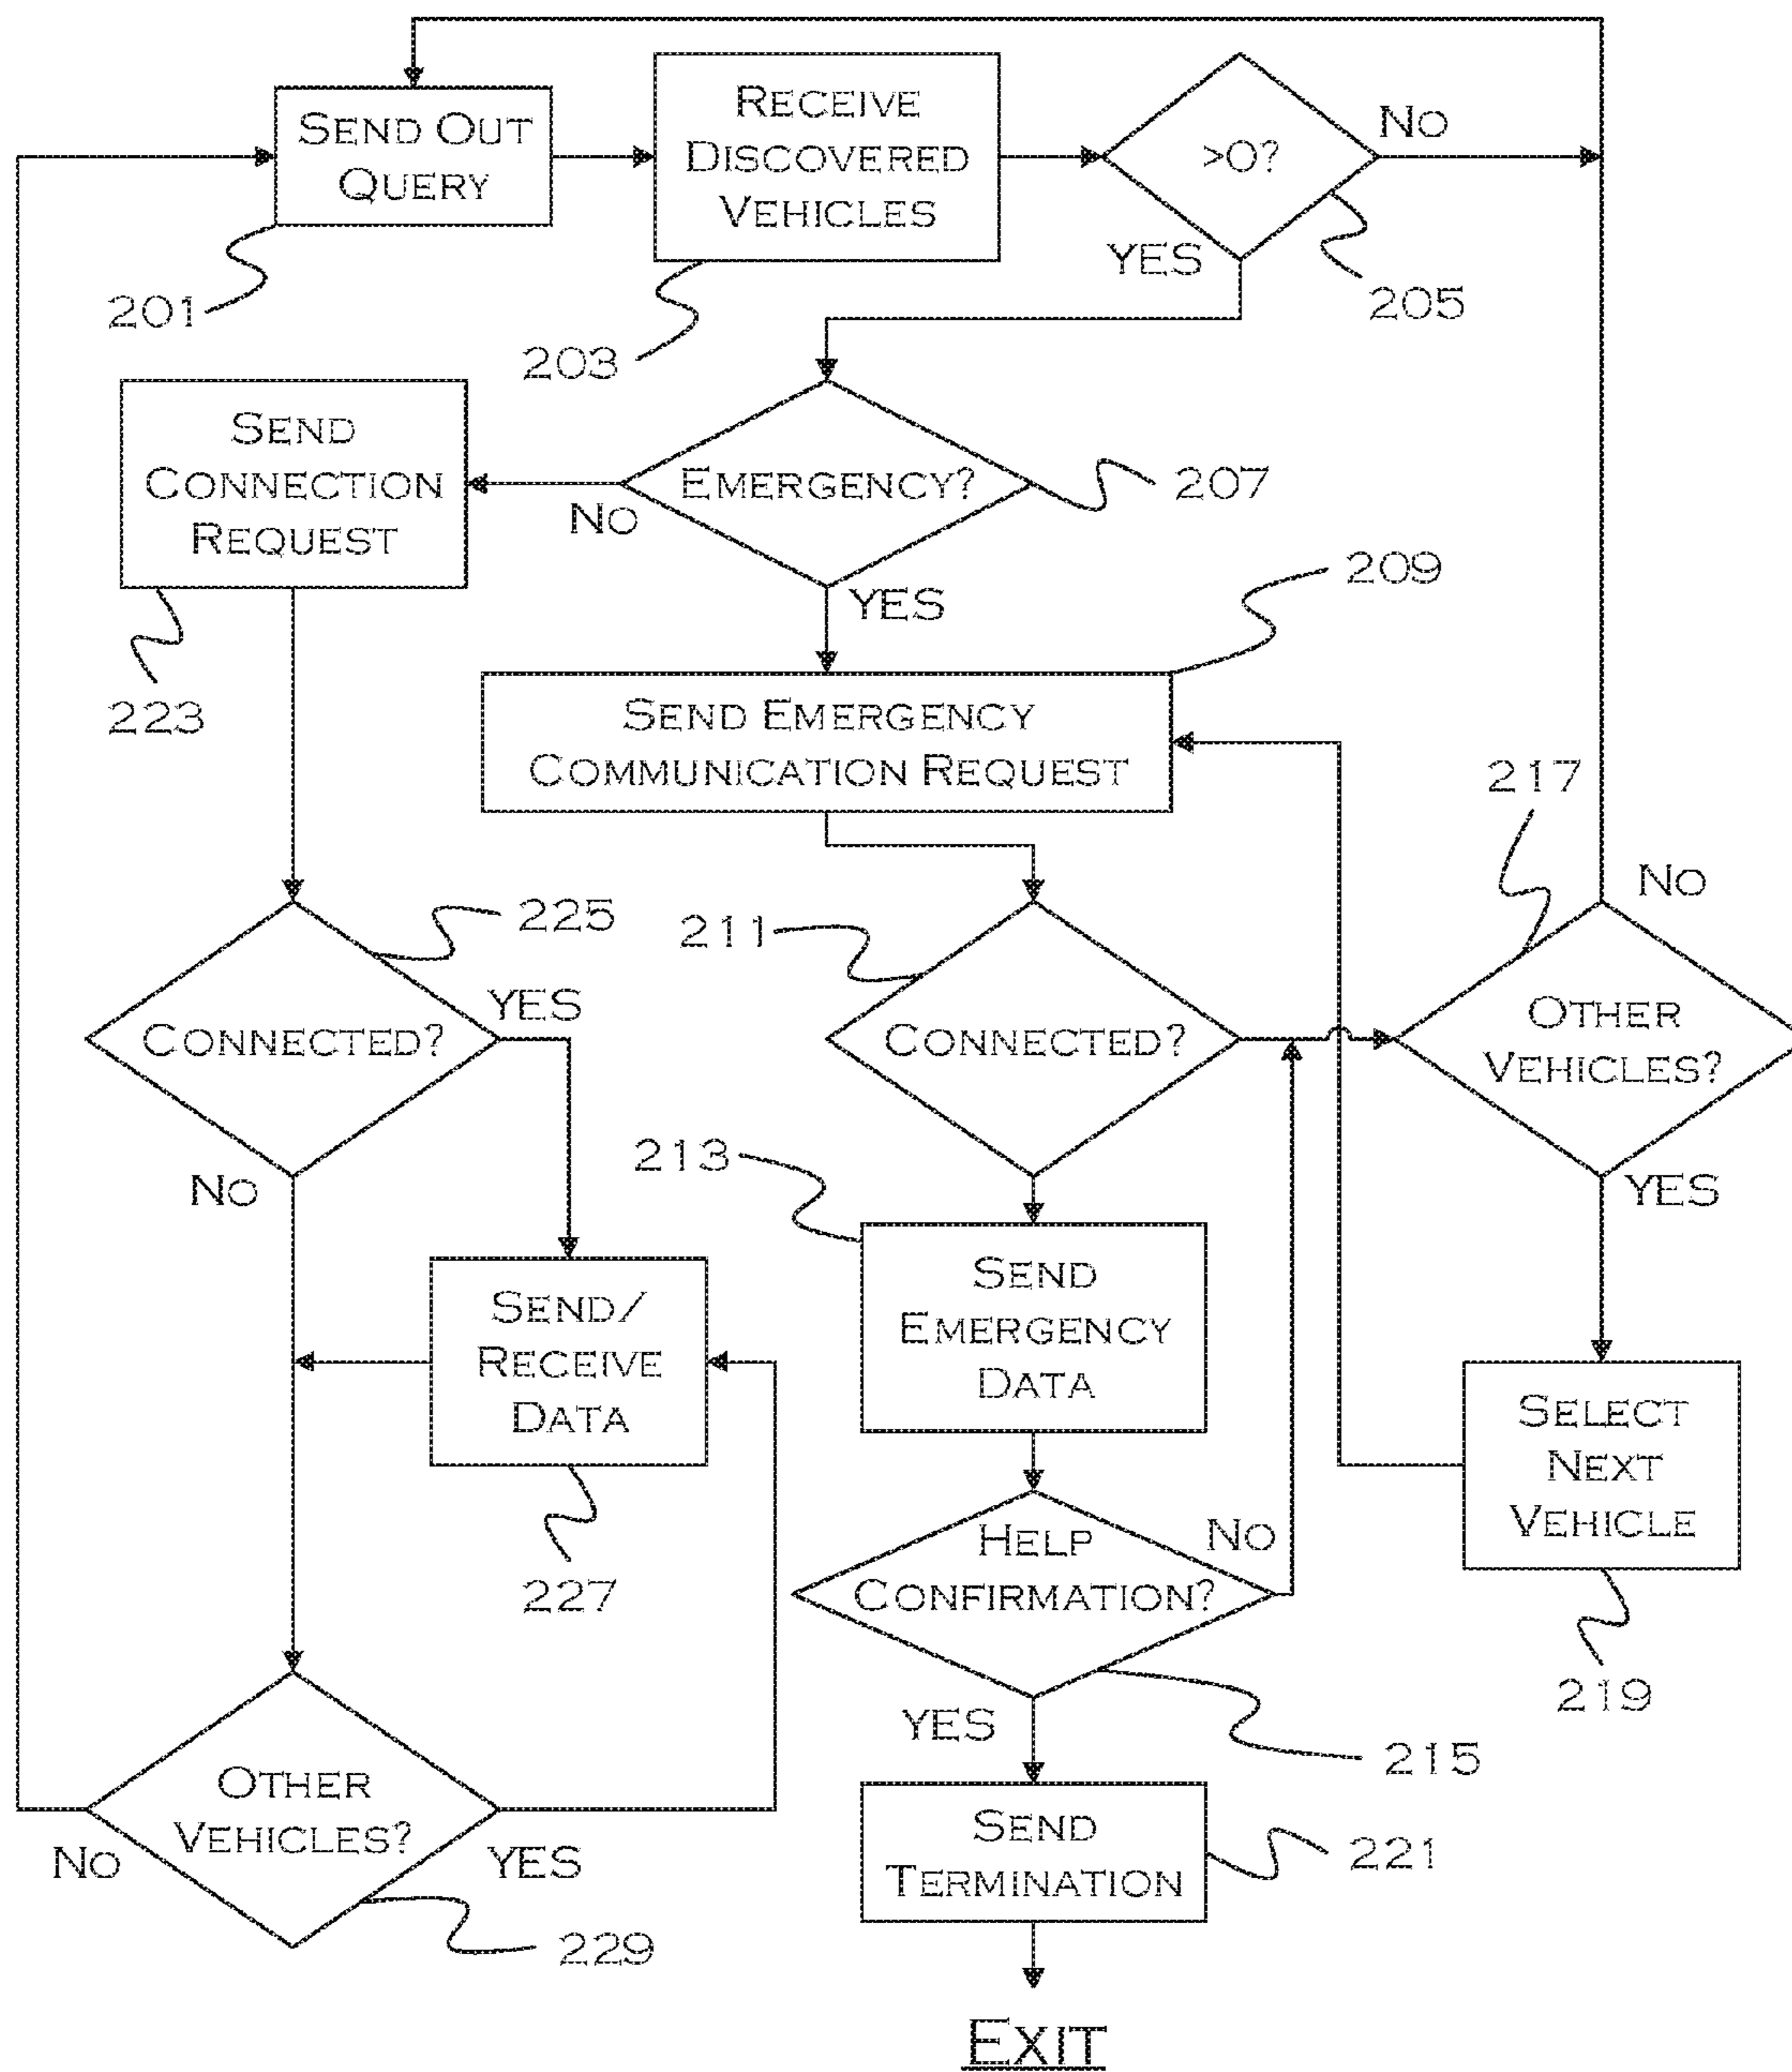 SEND OUT
QUERY
201
RECEIVE
DISCOVERED
VEHICLES
203
>0?
NO
YES
205
EMERGENCY?
207
NO
YES
SEND
CONNECTION
REQUEST
223
209
SEND EMERGENCY
COMMUNICATION REQUEST
217
NO
225
CONNECTED?
YES
NO
211
CONNECTED?
OTHER
VEHICLES?
YES
213
SEND
EMERGENCY
DATA
SEND/
RECEIVE
DATA
227
SELECT
NEXT
VEHICLE
219
HELP
CONFIRMATION?
NO
YES
215
OTHER
VEHICLES?
NO
YES
229
SEND
TERMINATION
221
EXIT